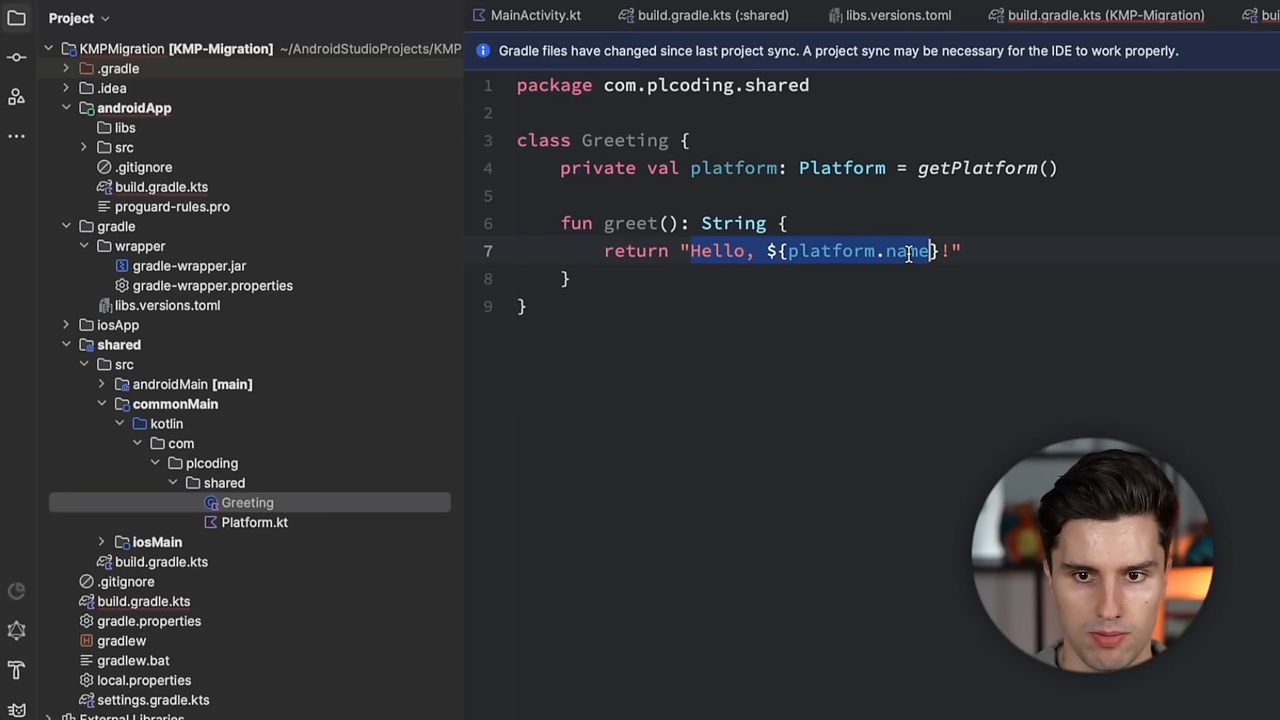 Project
MainActivity.kt
build.gradle.kts (:shared)
libs.versions.toml
build.gradle.kts (KMP-Migration)
Gradle files have changed since last project sync. A project sync may be necessary for the IDE to work properly.
KMPMigration [KMP-Migration] ~/AndroidStudioProjects/KMP
.gradle
.idea
androidApp
libs
src
.gitignore
build.gradle.kts
proguard-rules.pro
gradle
wrapper
gradle-wrapper.jar
gradle-wrapper.properties
libs.versions.toml
iosApp
shared
src
androidMain [main]
commonMain
kotlin
com
plcoding
shared
Greeting
Platform.kt
iosMain
build.gradle.kts
.gitignore
build.gradle.kts
gradle.properties
gradlew
gradlew.bat
local.properties
settings.gradle.kts
External Libraries
1 package com.plcoding.shared
2
3 class Greeting {
4 private val platform: Platform = getPlatform()
5
6 fun greet(): String {
7 return "Hello, ${platform.name}!"
8 }
9 }